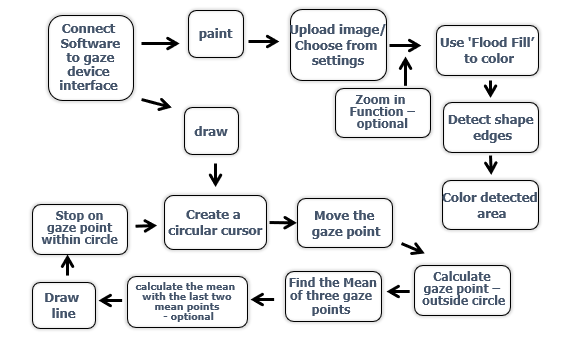 Connect
Software
to gaze
device
interface
paint
Upload image/
Choose from
settings
Use 'Flood Fill’
to color
Zoom in
Function –
optional
Detect shape
edges
Color detected
area
draw
Create a
circular cursor
Move the
gaze point
Calculate
gaze point –
outside circle
Find the Mean
of three gaze
points
calculate the mean
with the last two
mean points
- optional
Draw
line
Stop on
gaze point
within circle